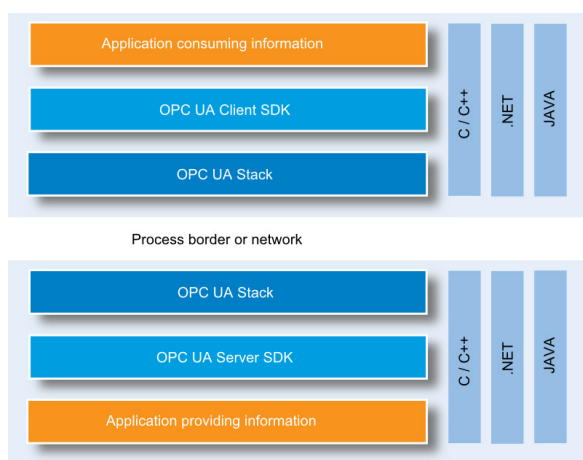 Application consuming information
OPC UA Client SDK
OPC UA Stack
C / C++
.NET
JAVA
Process border or network
OPC UA Stack
OPC UA Server SDK
Application providing information
C / C++
.NET
JAVA